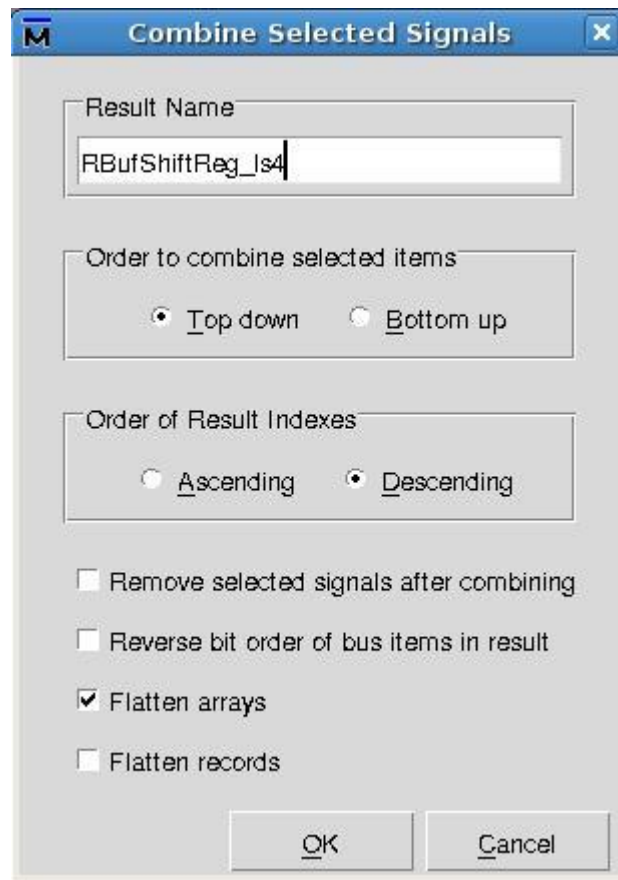 M Combine Selected Signals
Result Name
RBufShiftReg_ls4
Order to combine selected items
Top down Bottom up
Order of Result Indexes
Ascending Descending
Remove selected signals after combining
Reverse bit order of bus items in result
Flatten arrays
Flatten records
OK Cancel